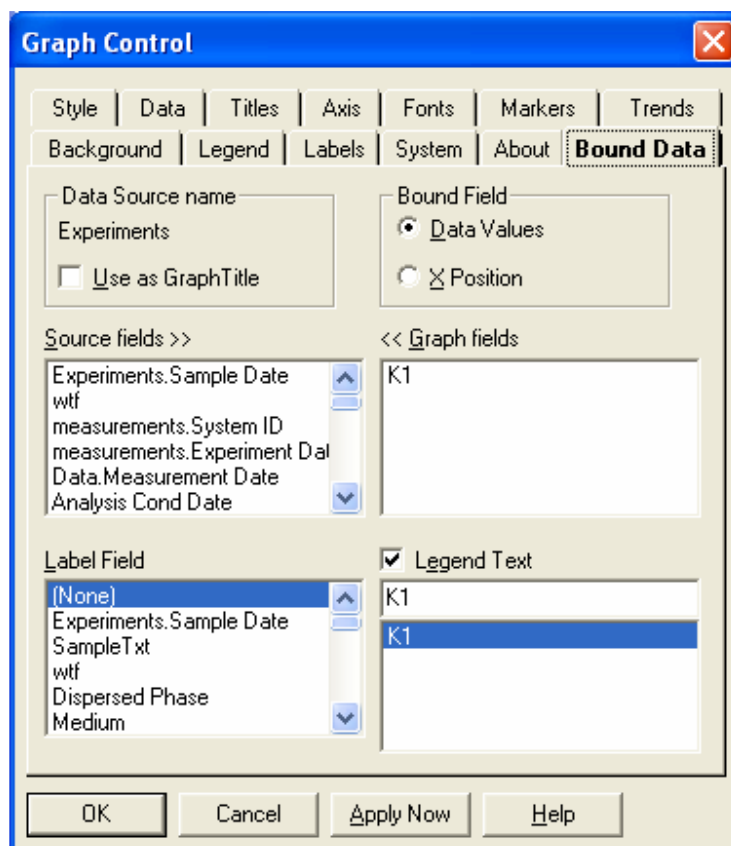 Graph Control
Style Data Titles Axis Fonts Markers Trends
Background Legend Labels System About Bound Data
Data Source name
Experiments
Use as GraphTitle
Bound Field
Data Values
X Position
Source fields >>
Experiments.Sample Date
wtf
measurements.System ID
measurements.Experiment Dat
Data.Measurement Date
Analysis Cond Date
<< Graph fields
K1
Label Field
(None)
Experiments.Sample Date
SampleTxt
wtf
Dispersed Phase
Medium
Legend Text
K1
K1
OK Cancel Apply Now Help